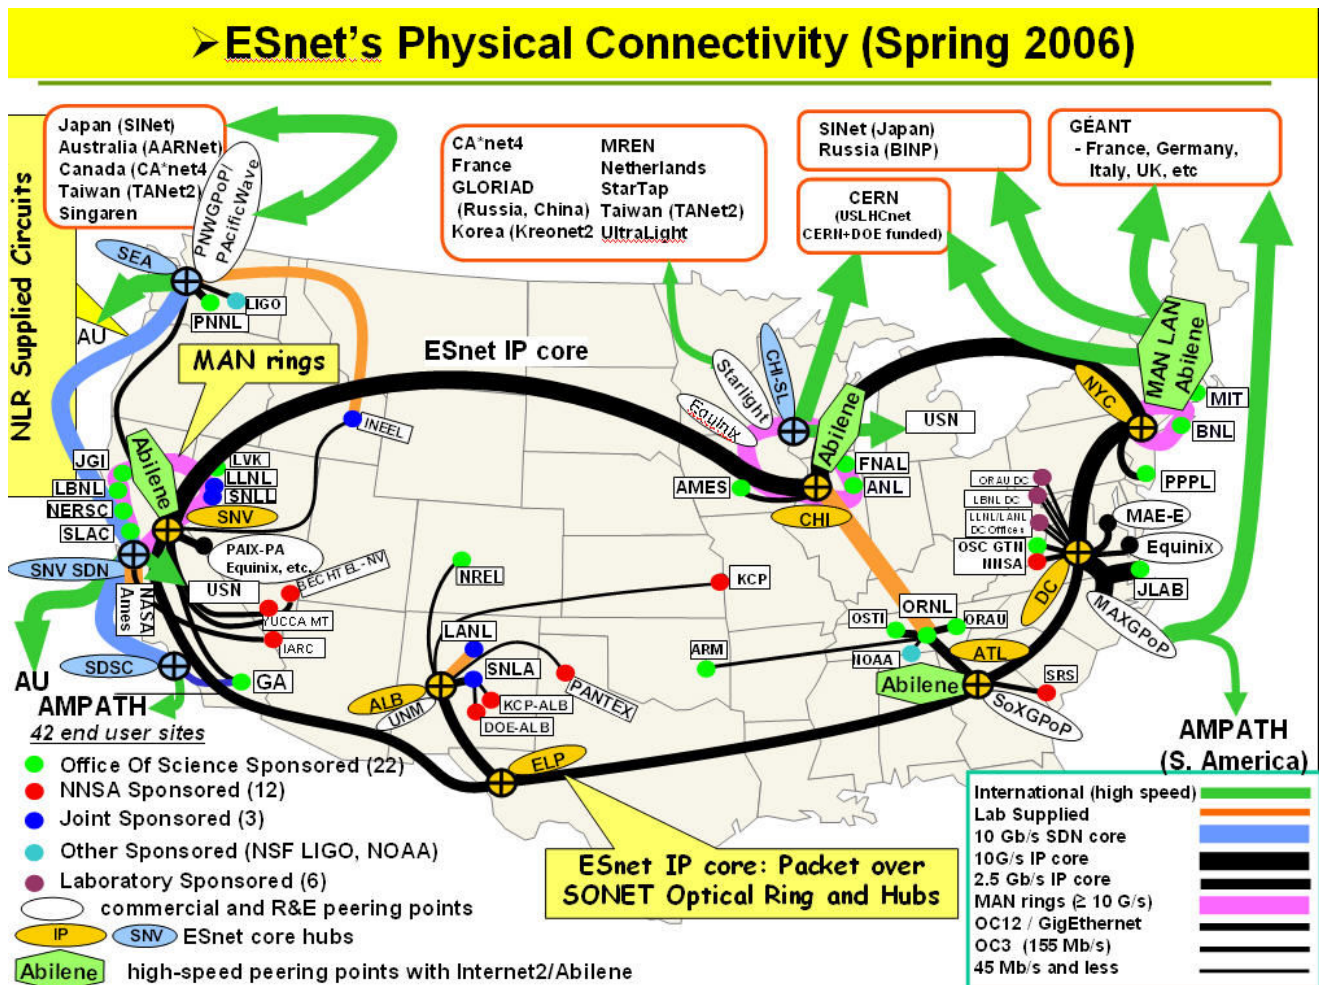 ➢ESnet's Physical Connectivity (Spring 2006)
NLR Supplied Circuits
Japan (SINet)
Australia (AARNet)
Canada (CA*net4
Taiwan (TANet2)
Singaren
PNWGPoP/
PAcificWave
CA*net4
France
GLORIAD
(Russia, China)
Korea (Kreonet2
MREN
Netherlands
StarTap
Taiwan (TANet2)
UltraLight
SINet (Japan)
Russia (BINP)
CERN
(USLHCnet
CERN+DOE funded)
GÉANT
- France, Germany,
Italy, UK, etc
SEA
AU
PNNL
LIGO
MAN rings
ESnet IP core
INEEL
Starlight
Equinix
CHI-SL
Abilene
USN
MAN LAN
Abilene
NYC
MIT
BNL
PPPL
JGI
LBNL
NERSC
SLAC
Abilene
LVK
LLNL
SNLL
SNV
SNV SDN
PAIX-PA
Equinix, etc.
AMES
FNAL
ANL
CHI
ORAU DC
LBNL DC
LLNL/LANL
DC Offices
OSC GTN
NNSA
MAE-E
Equinix
JLAB
DC
MAXGPoP
NASA
Ames
USN
BECHTEL-NV
YUCCA MT
IARC
NREL
KCP
OSTI
ORNL
ORAU
NOAA
ARM
ATL
Abilene
SRS
SoXGPoP
SDSC
GA
AU
AMPATH
LANL
SNLA
ALB
UNM
PANTEX
KCP-ALB
DOE-ALB
ELP
AMPATH
(S. America)
42 end user sites
Office Of Science Sponsored (22)
NNSA Sponsored (12)
Joint Sponsored (3)
Other Sponsored (NSF LIGO, NOAA)
Laboratory Sponsored (6)
commercial and R&E peering points
IP
SNV
ESnet core hubs
Abilene
high-speed peering points with Internet2/Abilene
ESnet IP core: Packet over
SONET Optical Ring and Hubs
International (high speed)
Lab Supplied
10 Gb/s SDN core
10G/s IP core
2.5 Gb/s IP core
MAN rings (≥ 10 G/s)
OC12 / GigEthernet
OC3 (155 Mb/s)
45 Mb/s and less